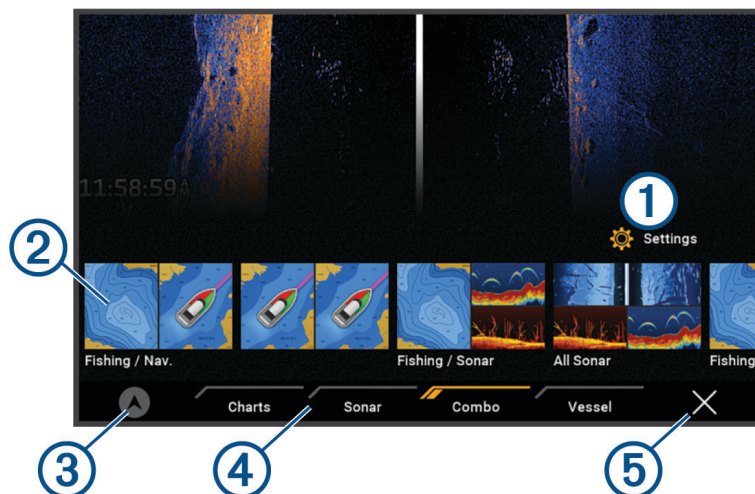 11:58:59
1
Settings
2
Fishing / Nav.
Fishing / Sonar
All Sonar
Fishing
Charts
Sonar
Combo
Vessel
3
4
5